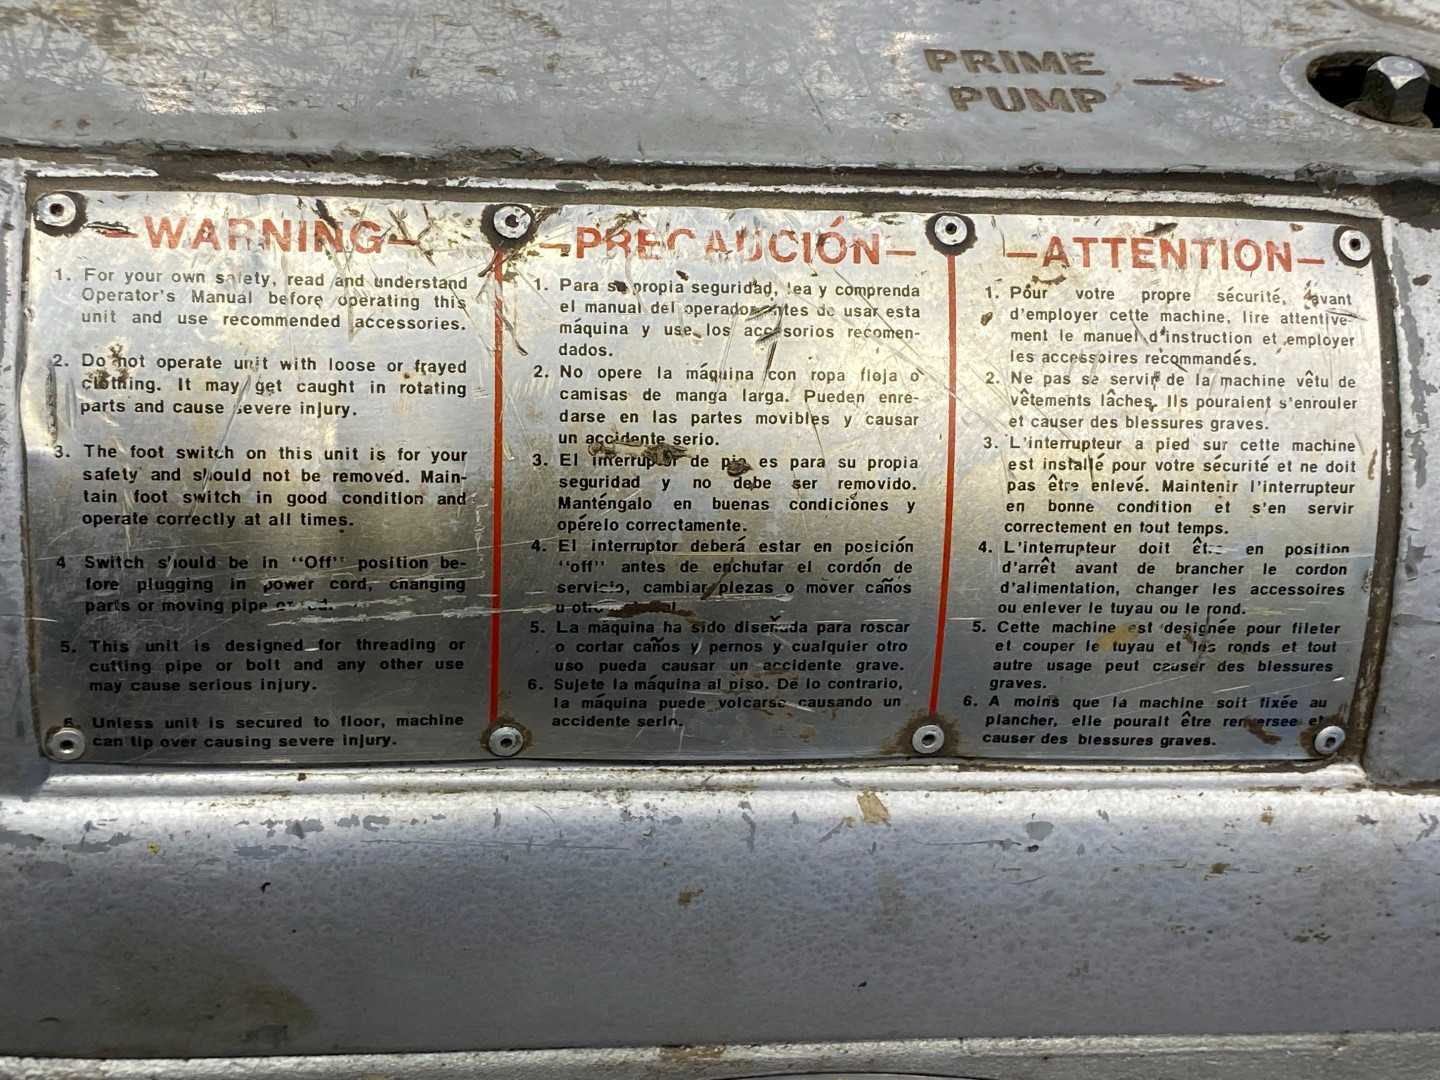 PRIME
PUMP
–WARNING–
1. For your own safety, read and understand
Operator's Manual before operating this
unit and use recommended accessories.
2. Do not operate unit with loose or frayed
clothing. It may get caught in rotating
parts and cause severe injury.
3. The foot switch on this unit is for your
safety and should not be removed. Main-
tain foot switch in good condition and
operate correctly at all times.
4 Switch should be in "Off" position be-
fore plugging in power cord, changing
parts or moving pipe or rod.
5. This unit is designed for threading or
cutting pipe or bolt and any other use
may cause serious injury.
6. Unless unit is secured to floor, machine
can tip over causing severe injury.
–PRECAUCIÓN–
1. Para su propia seguridad, lea y comprenda
el manual del operador antes de usar esta
máquina y use los accesorios recomen-
dados.
2. No opere la máquina con ropa floja o
camisas de manga larga. Pueden enre-
darse en las partes movibles y causar
un accidente serio.
3. El interruptor de pie es para su propia
seguridad y no debe ser removido.
Manténgalo en buenas condiciónes y
opérelo correctamente.
4. El interruptor deberá estar en posición
"off" antes de enchufar el cordón de
servicio, cambiar piezas o mover caños
u otro
5. La máquina ha sido diseñada para roscar
o cortar caños y pernos y cualquier otro
uso pueda causar un accidente grave.
6. Sujete la máquina al piso. De lo contrario,
la máquina puede volcarse causando un
accidente serio.
–ATTENTION–
1. Pour votre propre sécurité, avant
d'employer cette machine, lire attentive-
ment le manuel d'instruction et employer
les accessoires recommandés.
2. Ne pas se servir de la machine vêtu de
vêtements lâches. Ils pouraient s'enrouler
et causer des blessures graves.
3. L'interrupteur a pied sur cette machine
est installé pour votre sécurité et ne doit
pas être enlevé. Maintenir l'interrupteur
en bonne condition et s'en servir
correctement en tout temps.
4. L'interrupteur doit être en position
d'arrêt avant de brancher le cordon
d'alimentation, changer les accessoires
ou enlever le tuyau ou le rond.
5. Cette machine est designée pour fileter
et couper le tuyau et les ronds et tout
autre usage peut causer des blessures
graves.
6. A moins que la machine soit fixée au
plancher, elle pourait être renversee et
causer des blessures graves.